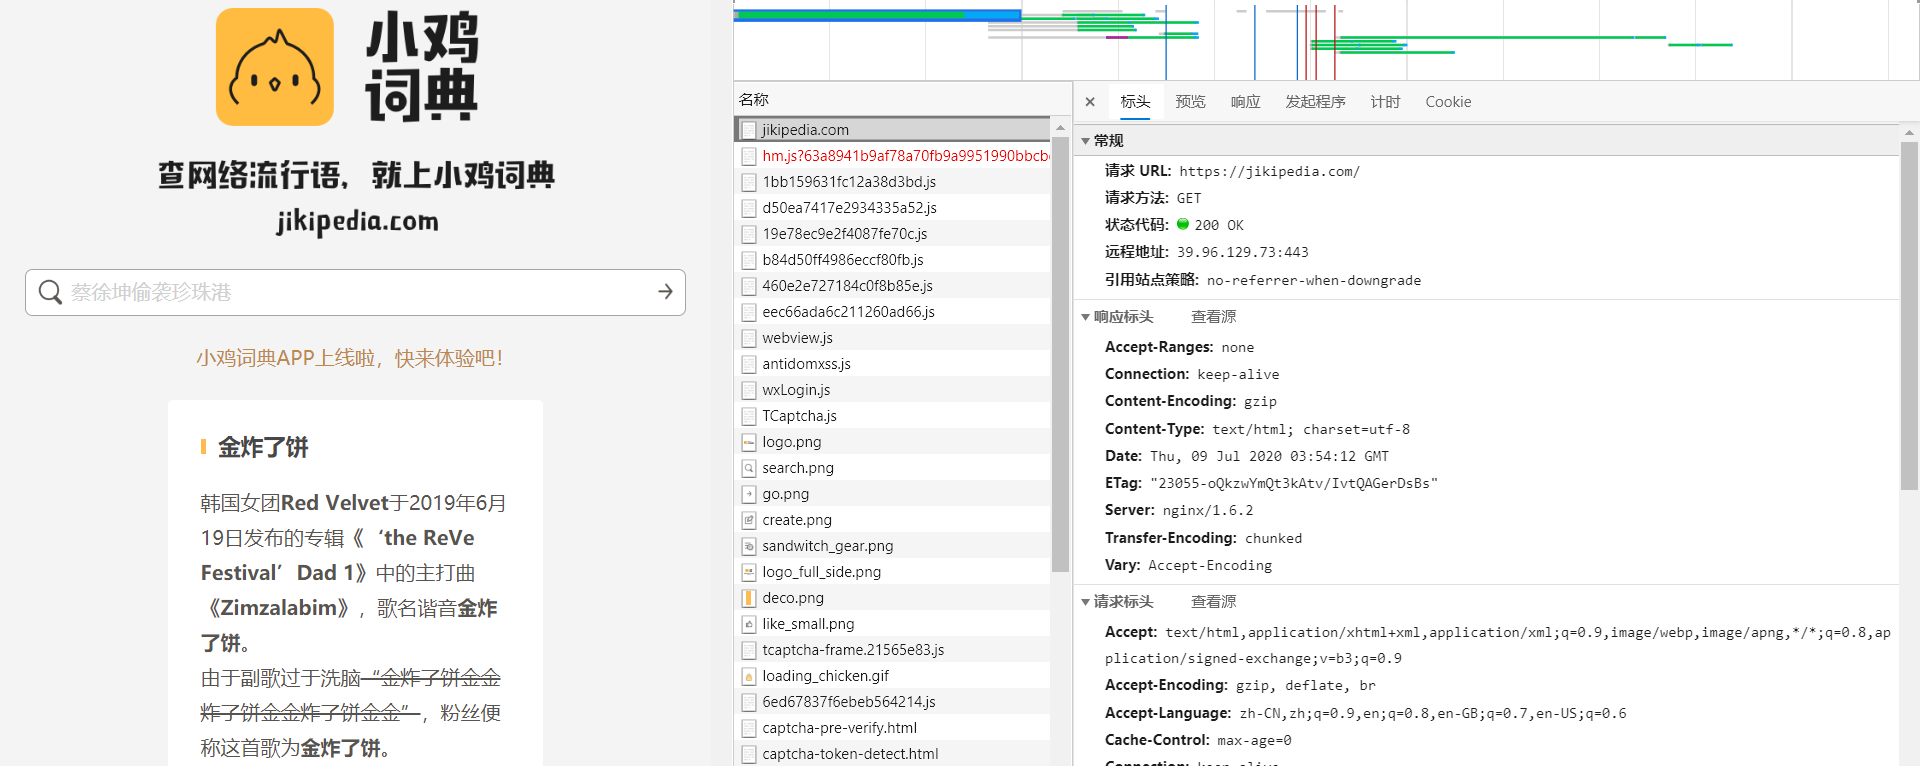 小鸡
词典
查网络流行语，就上小鸡词典
jikipedia.com
蔡徐坤偷袭珍珠港
小鸡词典APP上线啦，快来体验吧！
金炸了饼
韩国女团Red Velvet于2019年6月
19日发布的专辑《‘the ReVe
Festival’Dad 1》中的主打曲
《Zimzalabim》，歌名谐音金炸
了饼。
由于副歌过于洗脑“金炸了饼金金
炸了饼金金炸了饼金金”，粉丝便
称这首歌为金炸了饼。
名称
jikipedia.com
hm.js?63a8941b9af78a70fb9a9951990bbcb
1bb159631fc12a38d3bd.js
d50ea7417e2934335a52.js
19e78ec9e2f4087fe70c.js
b84d50ff4986eccf80fb.js
460e2e727184c0f8b85e.js
eec66ada6c211260ad66.js
webview.js
antidomxss.js
wxLogin.js
TCaptcha.js
logo.png
search.png
go.png
create.png
sandwitch_gear.png
logo_full_side.png
deco.png
like_small.png
tcaptcha-frame.21565e83.js
loading_chicken.gif
6ed67837f6ebeb564214.js
captcha-pre-verify.html
captcha-token-detect.html
× 标头 预览 响应 发起程序 计时 Cookie
常规
请求 URL: https://jikipedia.com/
请求方法: GET
状态代码: 200 OK
远程地址: 39.96.129.73:443
引用站点策略: no-referrer-when-downgrade
响应标头 查看源
Accept-Ranges: none
Connection: keep-alive
Content-Encoding: gzip
Content-Type: text/html; charset=utf-8
Date: Thu, 09 Jul 2020 03:54:12 GMT
ETag: "23055-oQkzwYmQt3kAtv/IvtQAGerDsBs"
Server: nginx/1.6.2
Transfer-Encoding: chunked
Vary: Accept-Encoding
请求标头 查看源
Accept: text/html,application/xhtml+xml,application/xml;q=0.9,image/webp,image/apng,*/*;q=0.8,ap
plication/signed-exchange;v=b3;q=0.9
Accept-Encoding: gzip, deflate, br
Accept-Language: zh-CN,zh;q=0.9,en;q=0.8,en-GB;q=0.7,en-US;q=0.6
Cache-Control: max-age=0
Connection: keep-alive